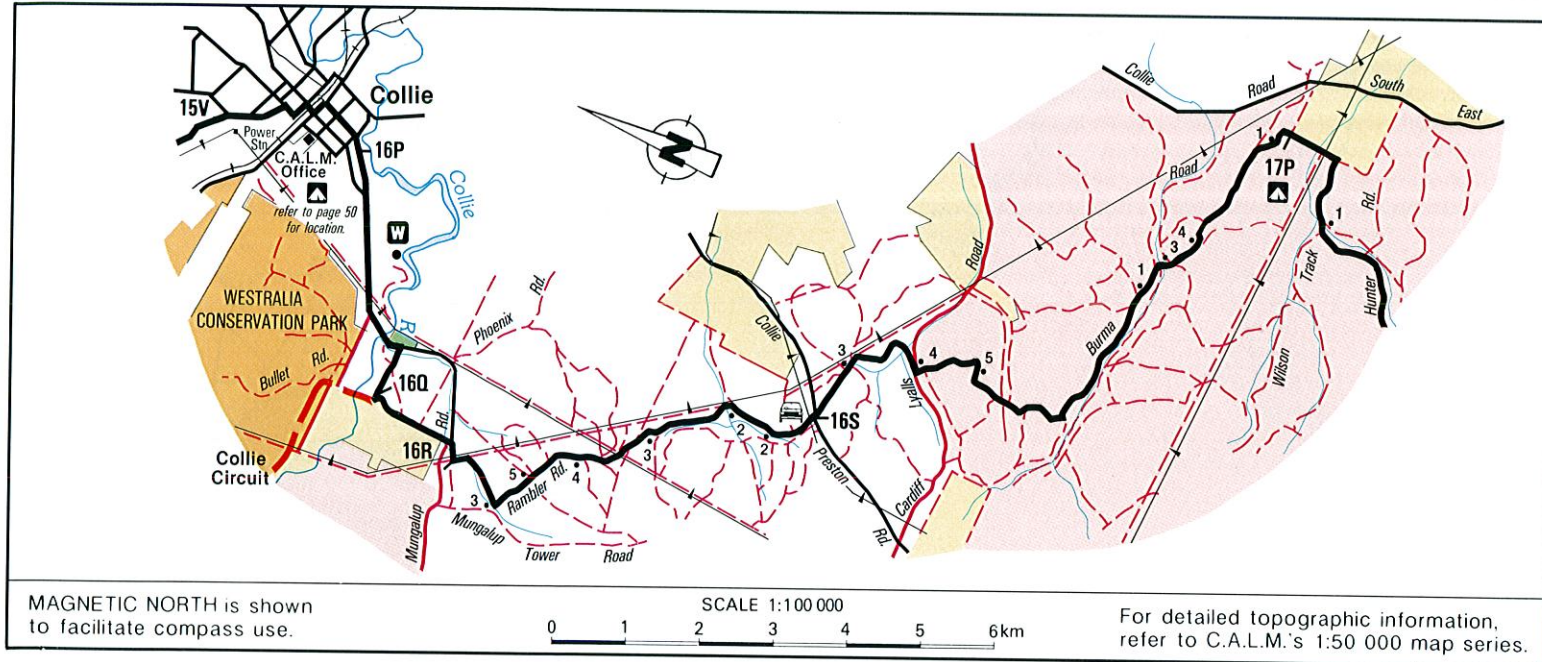 15V
Collie
Power
Stn.
C.A.L.M.
Office
refer to page 50
for location.
16P
Collie
W
R.
WESTRALIA
CONSERVATION PARK
Bullet Rd.
16Q
Collie
Circuit
16R
Rd.
Mungalup
Phoenix Rd.
3
5
Rambler Rd.
4
Mungalup Tower Road
3
2
2
N
Collie
Preston
Rd.
16S
3
Road
Lyalls
Cardiff
4
5
Collie Road South East
Road
1
17P
1
4
3
1
Burma
Wilson Track
Hunter Rd.
MAGNETIC NORTH is shown
to facilitate compass use.
SCALE 1:100 000
0 1 2 3 4 5 6 km
For detailed topographic information,
refer to C.A.L.M.'s 1:50 000 map series.